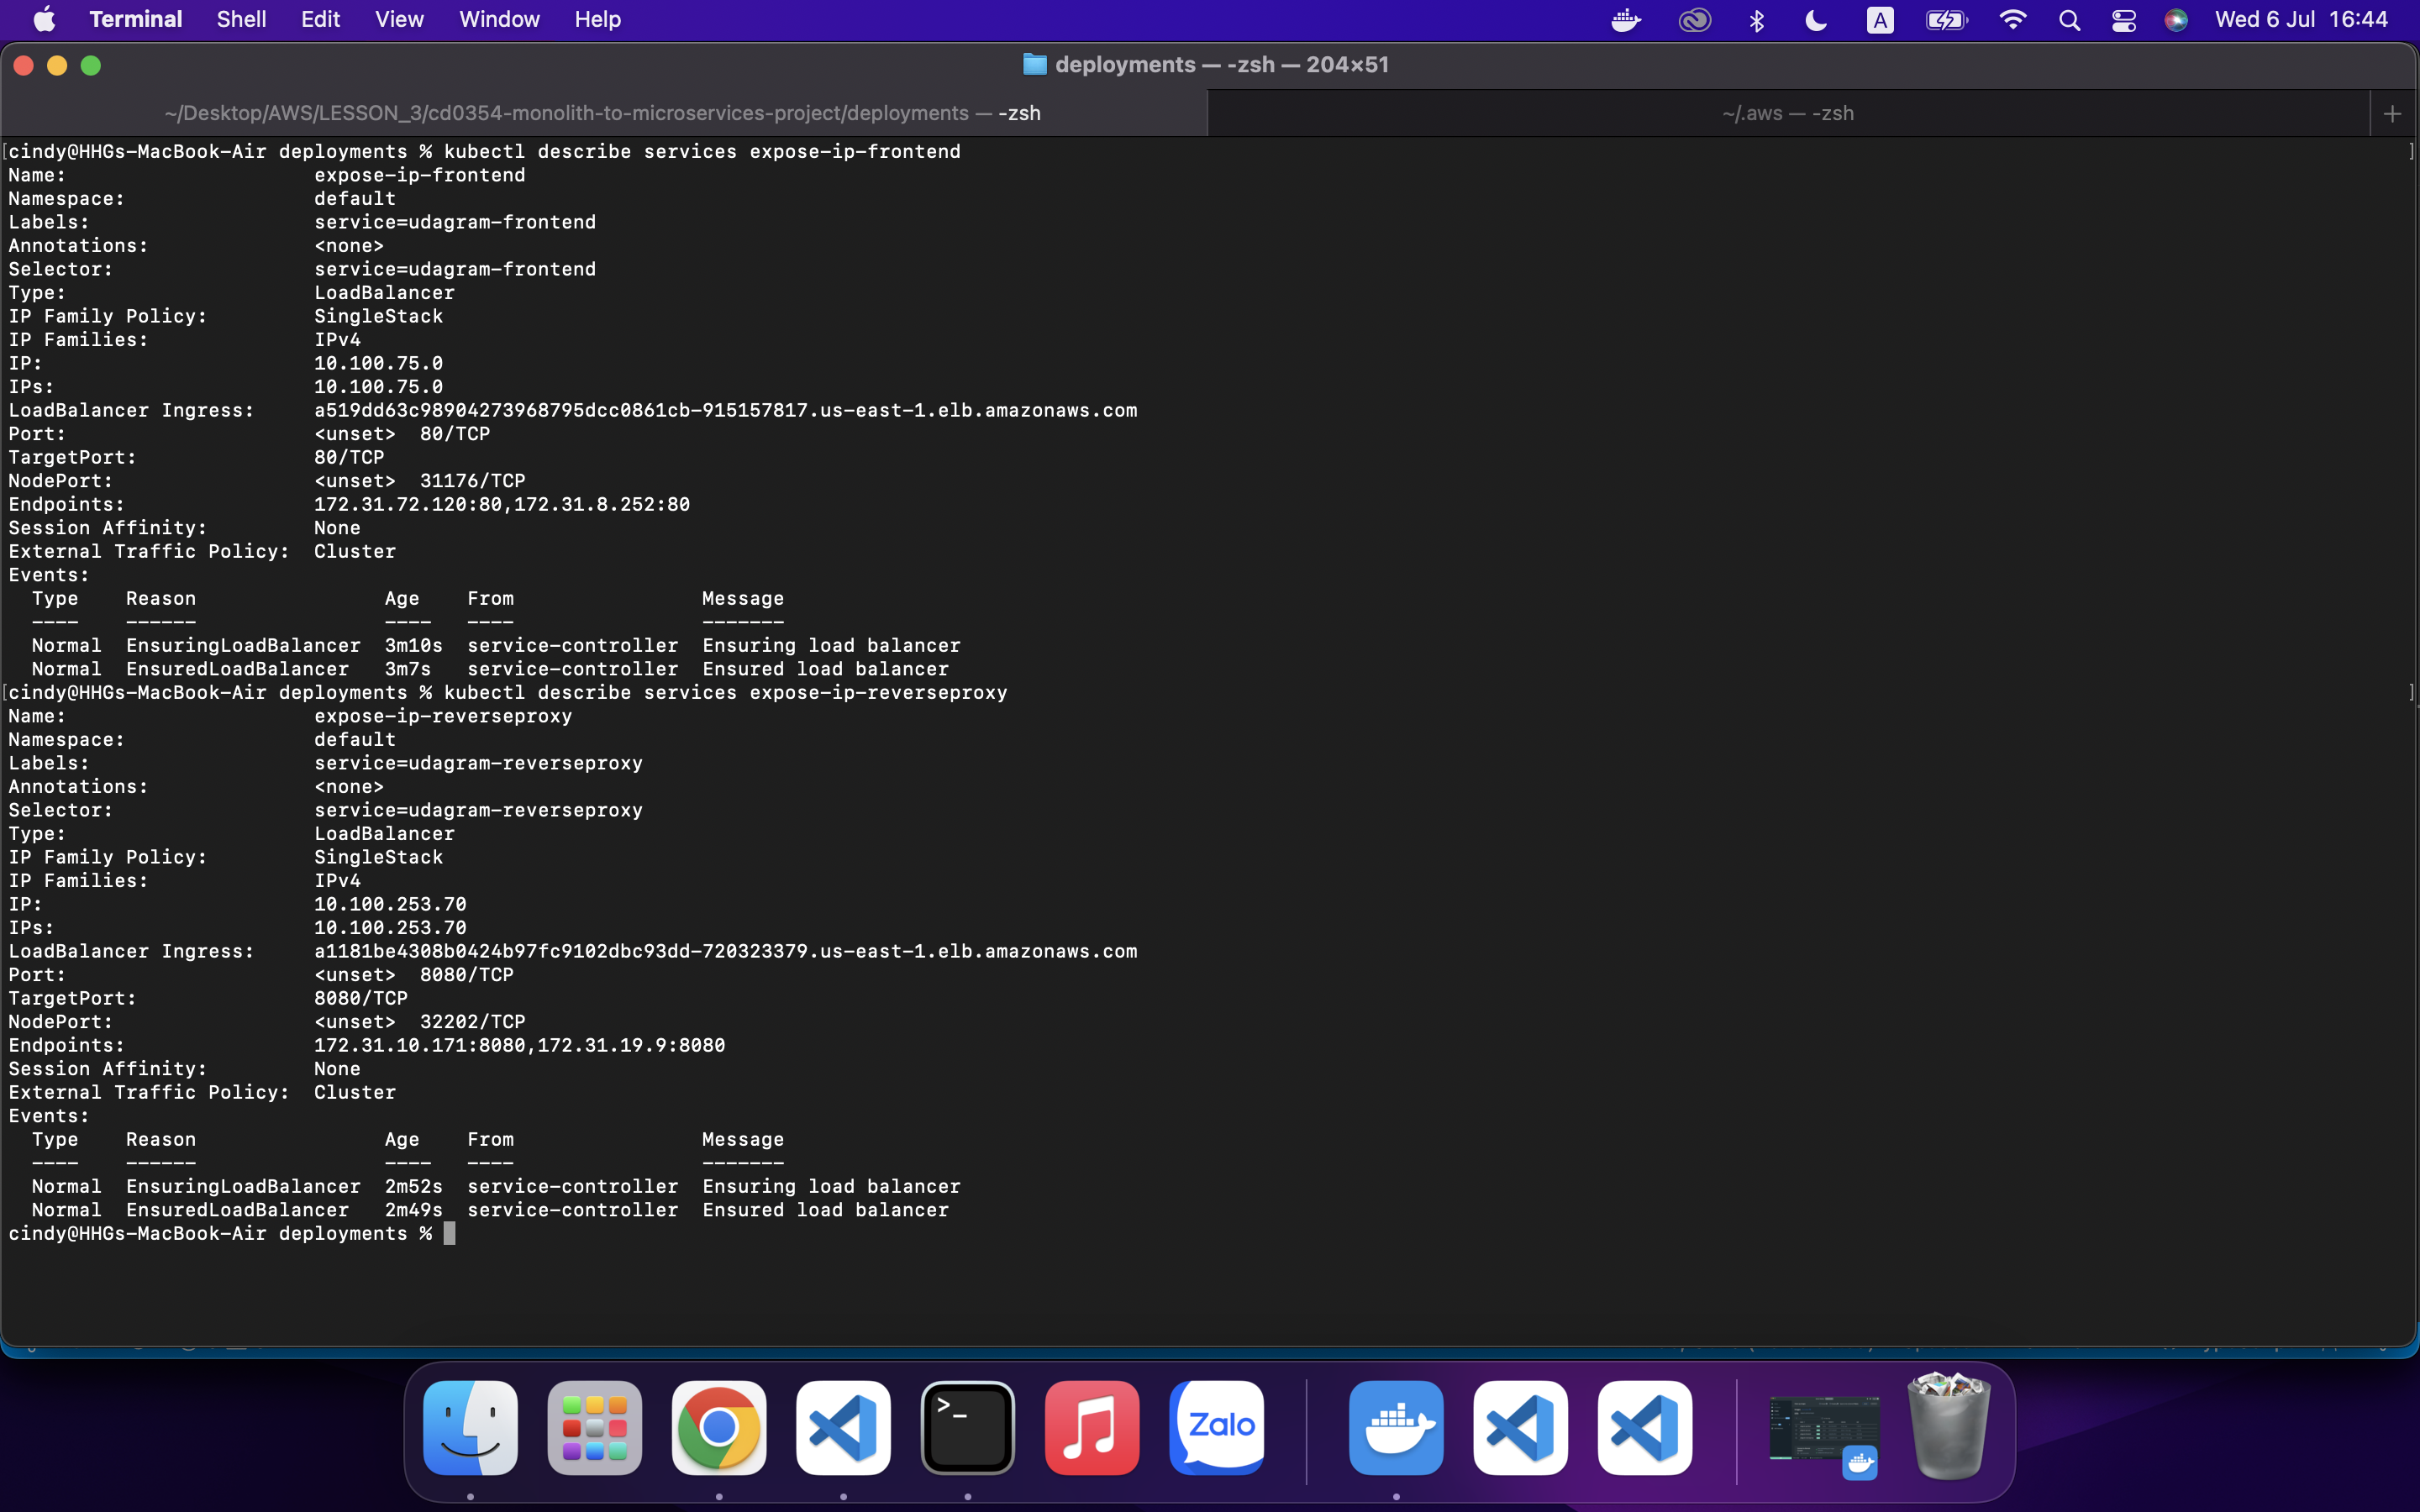 Terminal Shell Edit View Window Help A Wed 6 Jul 16:44
deployments — -zsh — 204×51
~/Desktop/AWS/LESSON_3/cd0354-monolith-to-microservices-project/deployments — -zsh ~/.aws — -zsh +
[cindy@HHGs-MacBook-Air deployments % kubectl describe services expose-ip-frontend ]
Name: expose-ip-frontend
Namespace: default
Labels: service=udagram-frontend
Annotations: <none>
Selector: service=udagram-frontend
Type: LoadBalancer
IP Family Policy: SingleStack
IP Families: IPv4
IP: 10.100.75.0
IPs: 10.100.75.0
LoadBalancer Ingress: a519dd63c98904273968795dcc0861cb-915157817.us-east-1.elb.amazonaws.com
Port: <unset> 80/TCP
TargetPort: 80/TCP
NodePort: <unset> 31176/TCP
Endpoints: 172.31.72.120:80,172.31.8.252:80
Session Affinity: None
External Traffic Policy: Cluster
Events:
Type Reason Age From Message
---- ------ ---- ---- -------
Normal EnsuringLoadBalancer 3m10s service-controller Ensuring load balancer
Normal EnsuredLoadBalancer 3m7s service-controller Ensured load balancer
[cindy@HHGs-MacBook-Air deployments % kubectl describe services expose-ip-reverseproxy ]
Name: expose-ip-reverseproxy
Namespace: default
Labels: service=udagram-reverseproxy
Annotations: <none>
Selector: service=udagram-reverseproxy
Type: LoadBalancer
IP Family Policy: SingleStack
IP Families: IPv4
IP: 10.100.253.70
IPs: 10.100.253.70
LoadBalancer Ingress: a1181be4308b0424b97fc9102dbc93dd-720323379.us-east-1.elb.amazonaws.com
Port: <unset> 8080/TCP
TargetPort: 8080/TCP
NodePort: <unset> 32202/TCP
Endpoints: 172.31.10.171:8080,172.31.19.9:8080
Session Affinity: None
External Traffic Policy: Cluster
Events:
Type Reason Age From Message
---- ------ ---- ---- -------
Normal EnsuringLoadBalancer 2m52s service-controller Ensuring load balancer
Normal EnsuredLoadBalancer 2m49s service-controller Ensured load balancer
cindy@HHGs-MacBook-Air deployments %
>_
Zalo